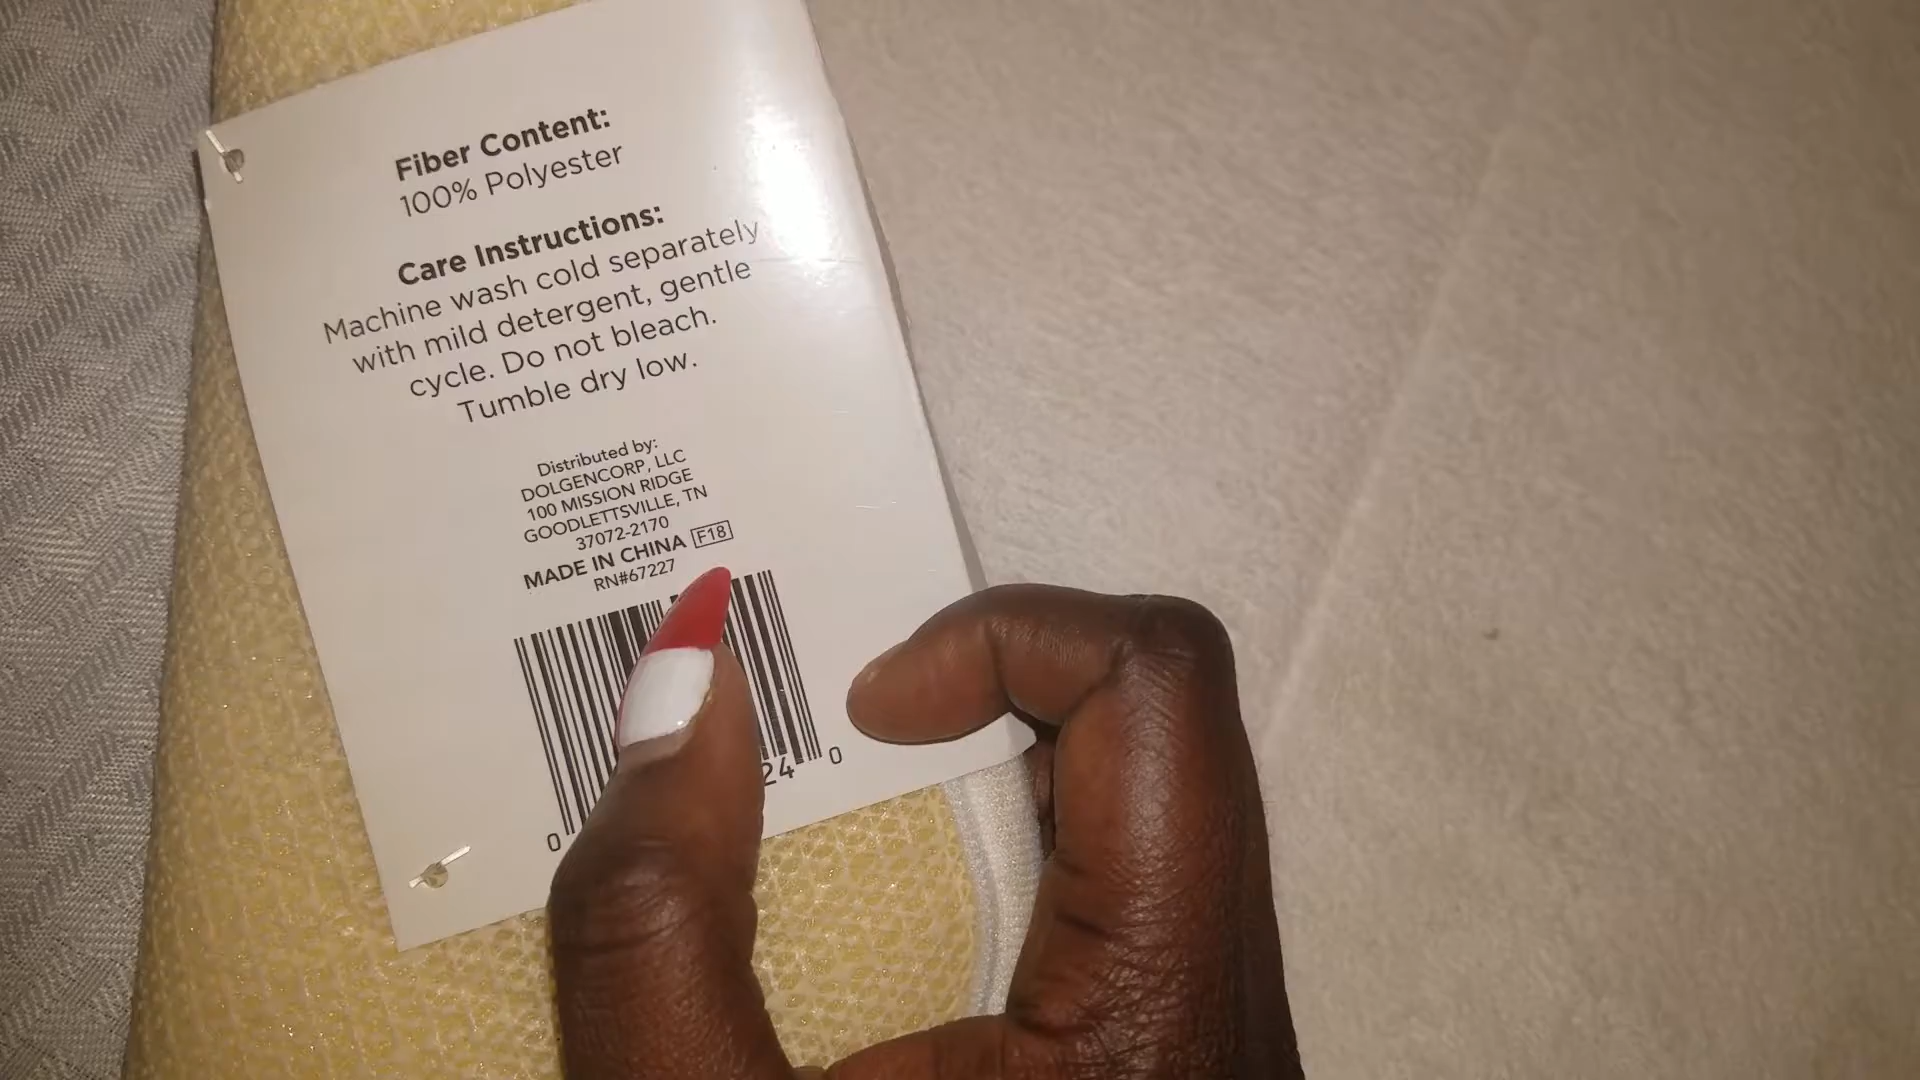 Fiber Content:
100% Polyester
Care Instructions:
Machine wash cold separately
with mild detergent, gentle
cycle. Do not bleach.
Tumble dry low.
Distributed by:
DOLGENCORP, LLC
100 MISSION RIDGE
GOODLETTSVILLE, TN
37072-2170
MADE IN CHINA F18
RN#67227
0 24 0